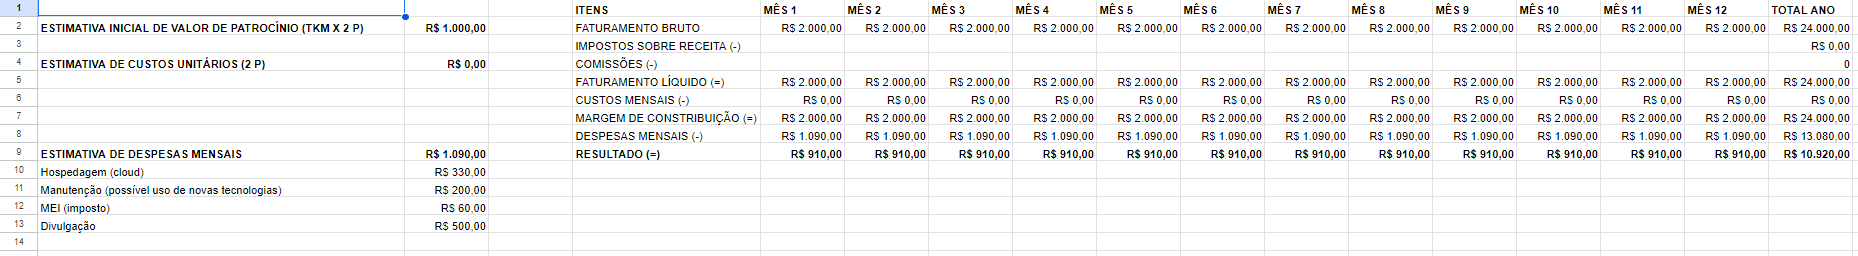 1 ITENS MÊS 1 MÊS 2 MÊS 3 MÊS 4 MÊS 5 MÊS 6 MÊS 7 MÊS 8 MÊS 9 MÊS 10 MÊS 11 MÊS 12 TOTAL ANO
2 ESTIMATIVA INICIAL DE VALOR DE PATROCÍNIO (TKM X 2 P) R$ 1.000,00 FATURAMENTO BRUTO R$ 2.000,00 R$ 2.000,00 R$ 2.000,00 R$ 2.000,00 R$ 2.000,00 R$ 2.000,00 R$ 2.000,00 R$ 2.000,00 R$ 2.000,00 R$ 2.000,00 R$ 2.000,00 R$ 2.000,00 R$ 24.000,00
3 IMPOSTOS SOBRE RECEITA (-) R$ 0,00
4 ESTIMATIVA DE CUSTOS UNITÁRIOS (2 P) R$ 0,00 COMISSÕES (-) 0
5 FATURAMENTO LÍQUIDO (=) R$ 2.000,00 R$ 2.000,00 R$ 2.000,00 R$ 2.000,00 R$ 2.000,00 R$ 2.000,00 R$ 2.000,00 R$ 2.000,00 R$ 2.000,00 R$ 2.000,00 R$ 2.000,00 R$ 2.000,00 R$ 24.000,00
6 CUSTOS MENSAIS (-) R$ 0,00 R$ 0,00 R$ 0,00 R$ 0,00 R$ 0,00 R$ 0,00 R$ 0,00 R$ 0,00 R$ 0,00 R$ 0,00 R$ 0,00 R$ 0,00 R$ 0,00
7 MARGEM DE CONSTRIBUIÇÃO (=) R$ 2.000,00 R$ 2.000,00 R$ 2.000,00 R$ 2.000,00 R$ 2.000,00 R$ 2.000,00 R$ 2.000,00 R$ 2.000,00 R$ 2.000,00 R$ 2.000,00 R$ 2.000,00 R$ 2.000,00 R$ 24.000,00
8 DESPESAS MENSAIS (-) R$ 1.090,00 R$ 1.090,00 R$ 1.090,00 R$ 1.090,00 R$ 1.090,00 R$ 1.090,00 R$ 1.090,00 R$ 1.090,00 R$ 1.090,00 R$ 1.090,00 R$ 1.090,00 R$ 1.090,00 R$ 13.080,00
9 ESTIMATIVA DE DESPESAS MENSAIS R$ 1.090,00 RESULTADO (=) R$ 910,00 R$ 910,00 R$ 910,00 R$ 910,00 R$ 910,00 R$ 910,00 R$ 910,00 R$ 910,00 R$ 910,00 R$ 910,00 R$ 910,00 R$ 910,00 R$ 10.920,00
10 Hospedagem (cloud) R$ 330,00
11 Manutenção (possível uso de novas tecnologias) R$ 200,00
12 MEI (imposto) R$ 60,00
13 Divulgação R$ 500,00
14